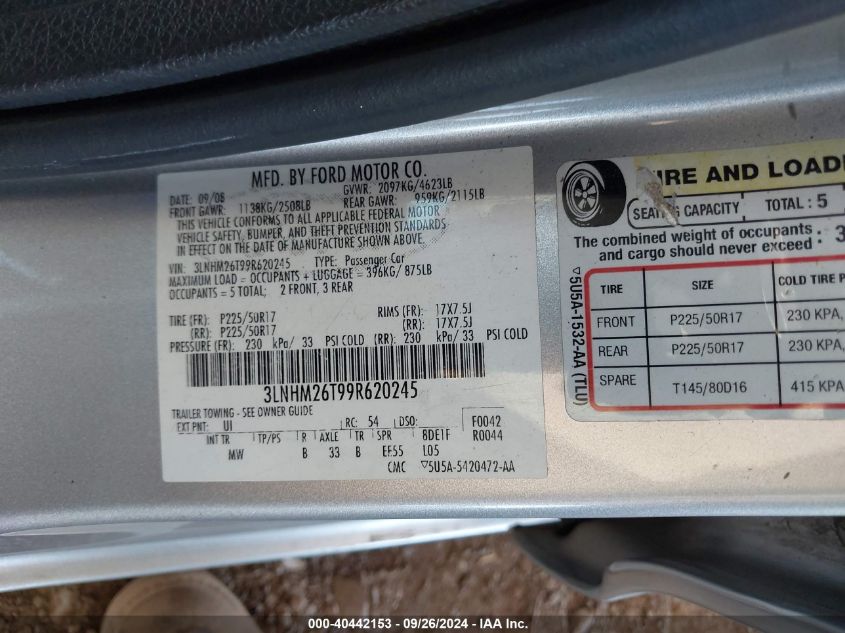 MFD. BY FORD MOTOR CO.
DATE: 09/08
GVWR: 2097KG/4623LB
FRONT GAWR: 1138KG/2508LB
REAR GAWR: 959KG/2115LB
THIS VEHICLE CONFORMS TO ALL APPLICABLE FEDERAL MOTOR
VEHICLE SAFETY, BUMPER, AND THEFT PREVENTION STANDARDS
IN EFFECT ON THE DATE OF MANUFACTURE SHOWN ABOVE.
VIN: 3LNHM26T99R620245 TYPE: Passenger Car
MAXIMUM LOAD = OCCUPANTS + LUGGAGE = 396KG/ 875LB
OCCUPANTS = 5 TOTAL; 2 FRONT, 3 REAR
TIRE (FR): P225/50R17 RIMS (FR): 17X7.5J
(RR): P225/50R17 (RR): 17X7.5J
PRESSURE (FR): 230 kPa/ 33 PSI COLD (RR): 230 kPa/ 33 PSI COLD
3LNHM26T99R620245
TRAILER TOWING - SEE OWNER GUIDE
EXT PNT: UI RC: 54 DSO: F0042
INT TR TP/PS R AXLE TR SPR R0044
MW B 33 B EE55 L05
CMC ▽5U5A-5420472-AA
TIRE AND LOADI
SEATING CAPACITY TOTAL : 5
The combined weight of occupants
and cargo should never exceed : 3
TIRE SIZE COLD TIRE P
FRONT P225/50R17 230 KPA,
REAR P225/50R17 230 KPA,
SPARE T145/80D16 415 KPA
▽5U5A-1532-AA (TLU)
000-40442153 - 09/26/2024 - IAA Inc.